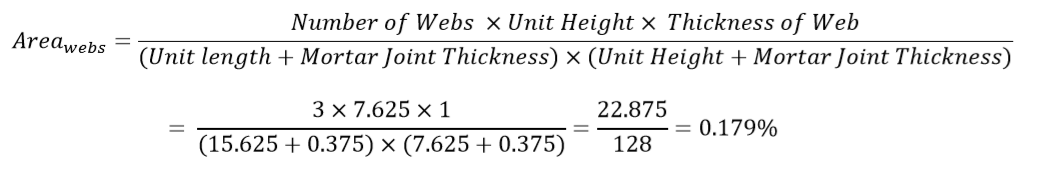 Area_webs = (Number of Webs × Unit Height × Thickness of Web) / ((Unit length + Mortar Joint Thickness) × (Unit Height + Mortar Joint Thickness))
= (3 × 7.625 × 1) / ((15.625 + 0.375) × (7.625 + 0.375)) = 22.875 / 128 = 0.179%